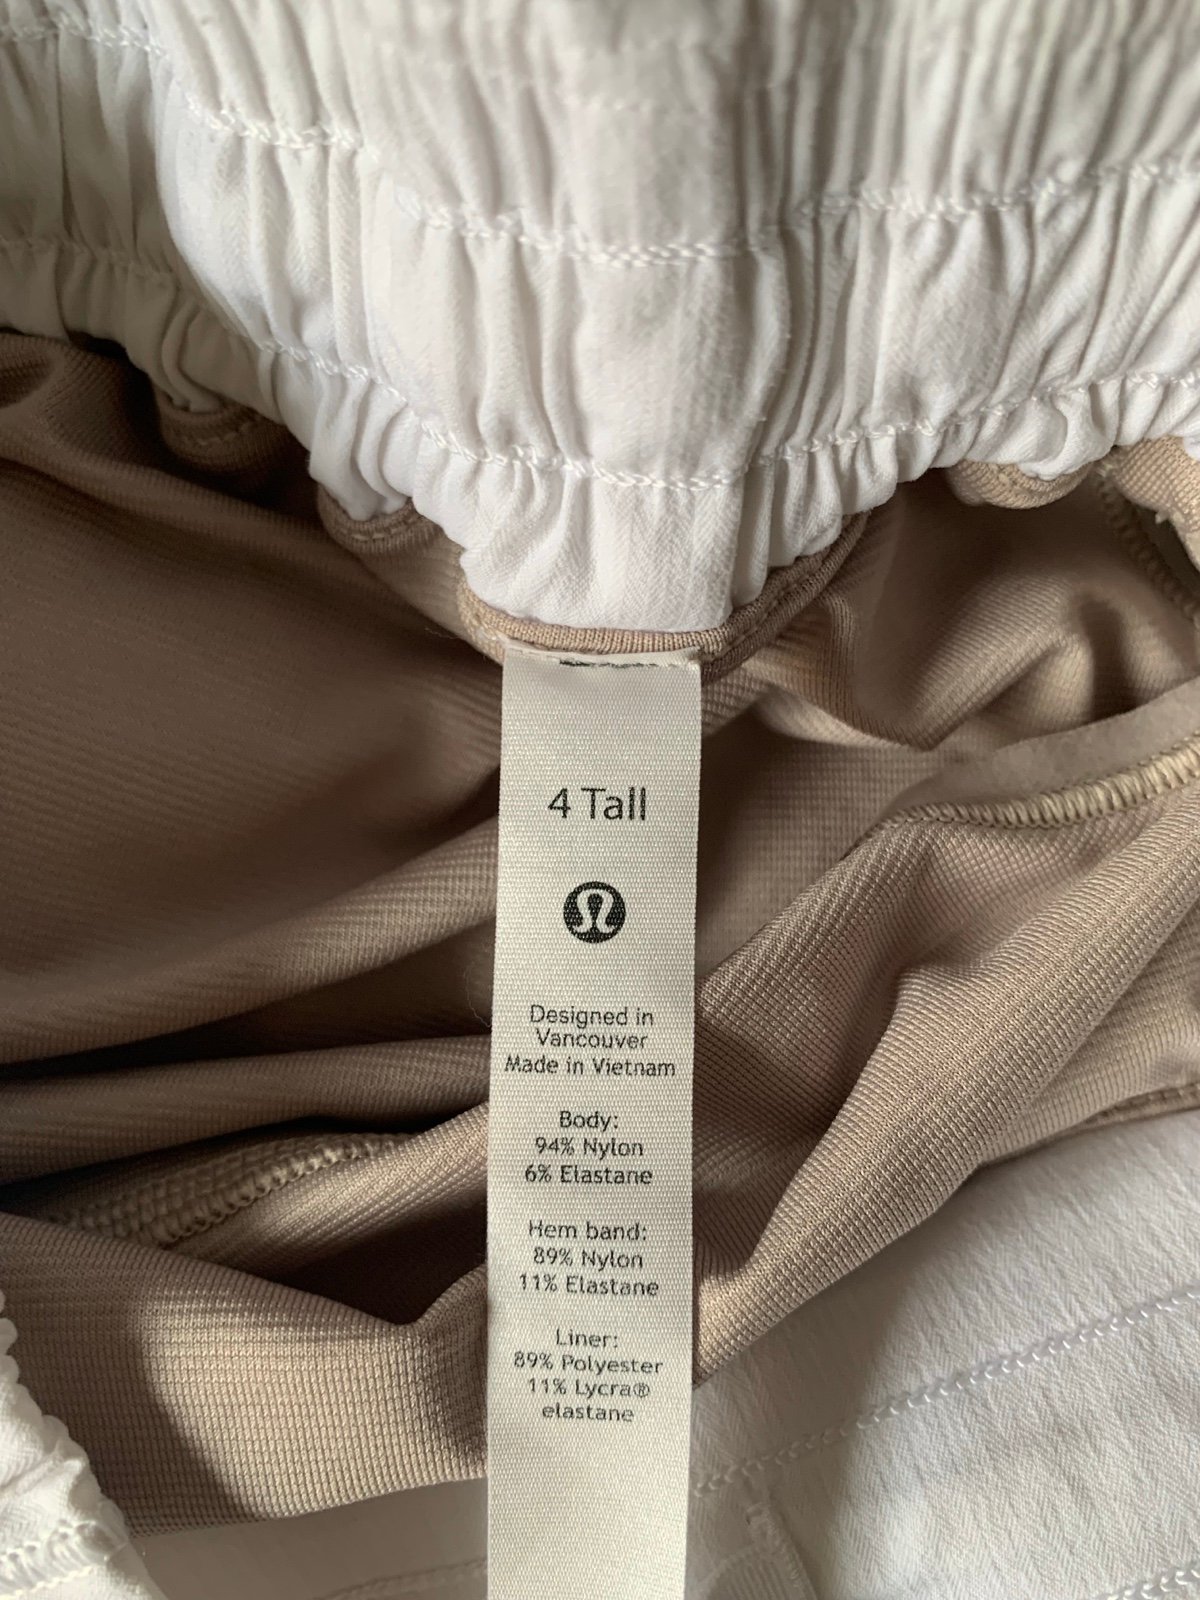 4 Tall
Designed in
Vancouver
Made in Vietnam
Body:
94% Nylon
6% Elastane
Hem band:
89% Nylon
11% Elastane
Liner:
89% Polyester
11% Lycra®
elastane